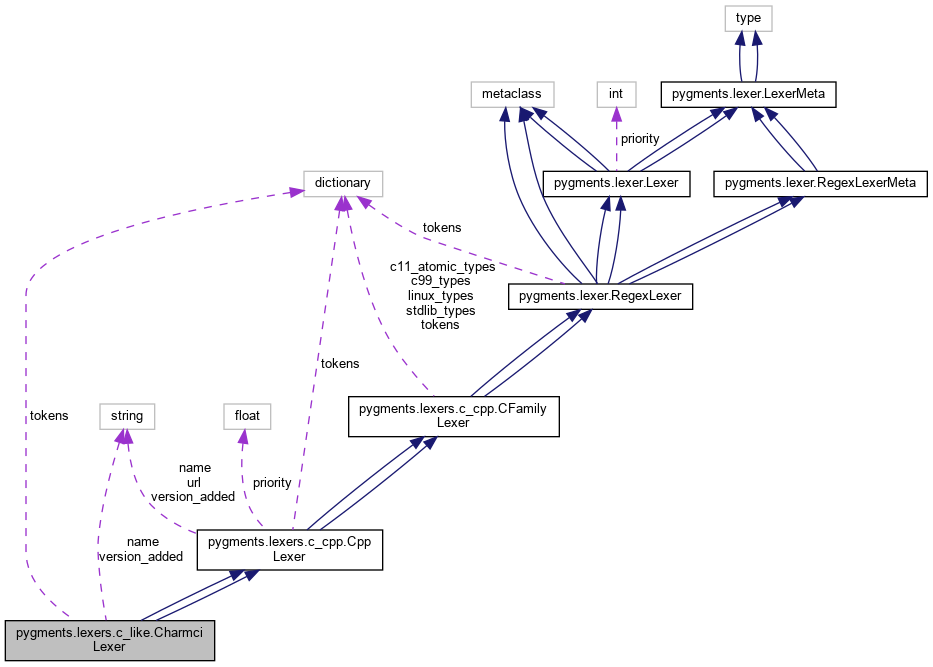 type
metaclass
int
pygments.lexer.LexerMeta
priority
dictionary
pygments.lexer.Lexer
pygments.lexer.RegexLexerMeta
tokens
c11_atomic_types
c99_types
linux_types
stdlib_types
tokens
pygments.lexer.RegexLexer
tokens
tokens
string
float
pygments.lexers.c_cpp.CFamily
Lexer
name
url
version_added
priority
name
version_added
pygments.lexers.c_cpp.Cpp
Lexer
pygments.lexers.c_like.Charmci
Lexer